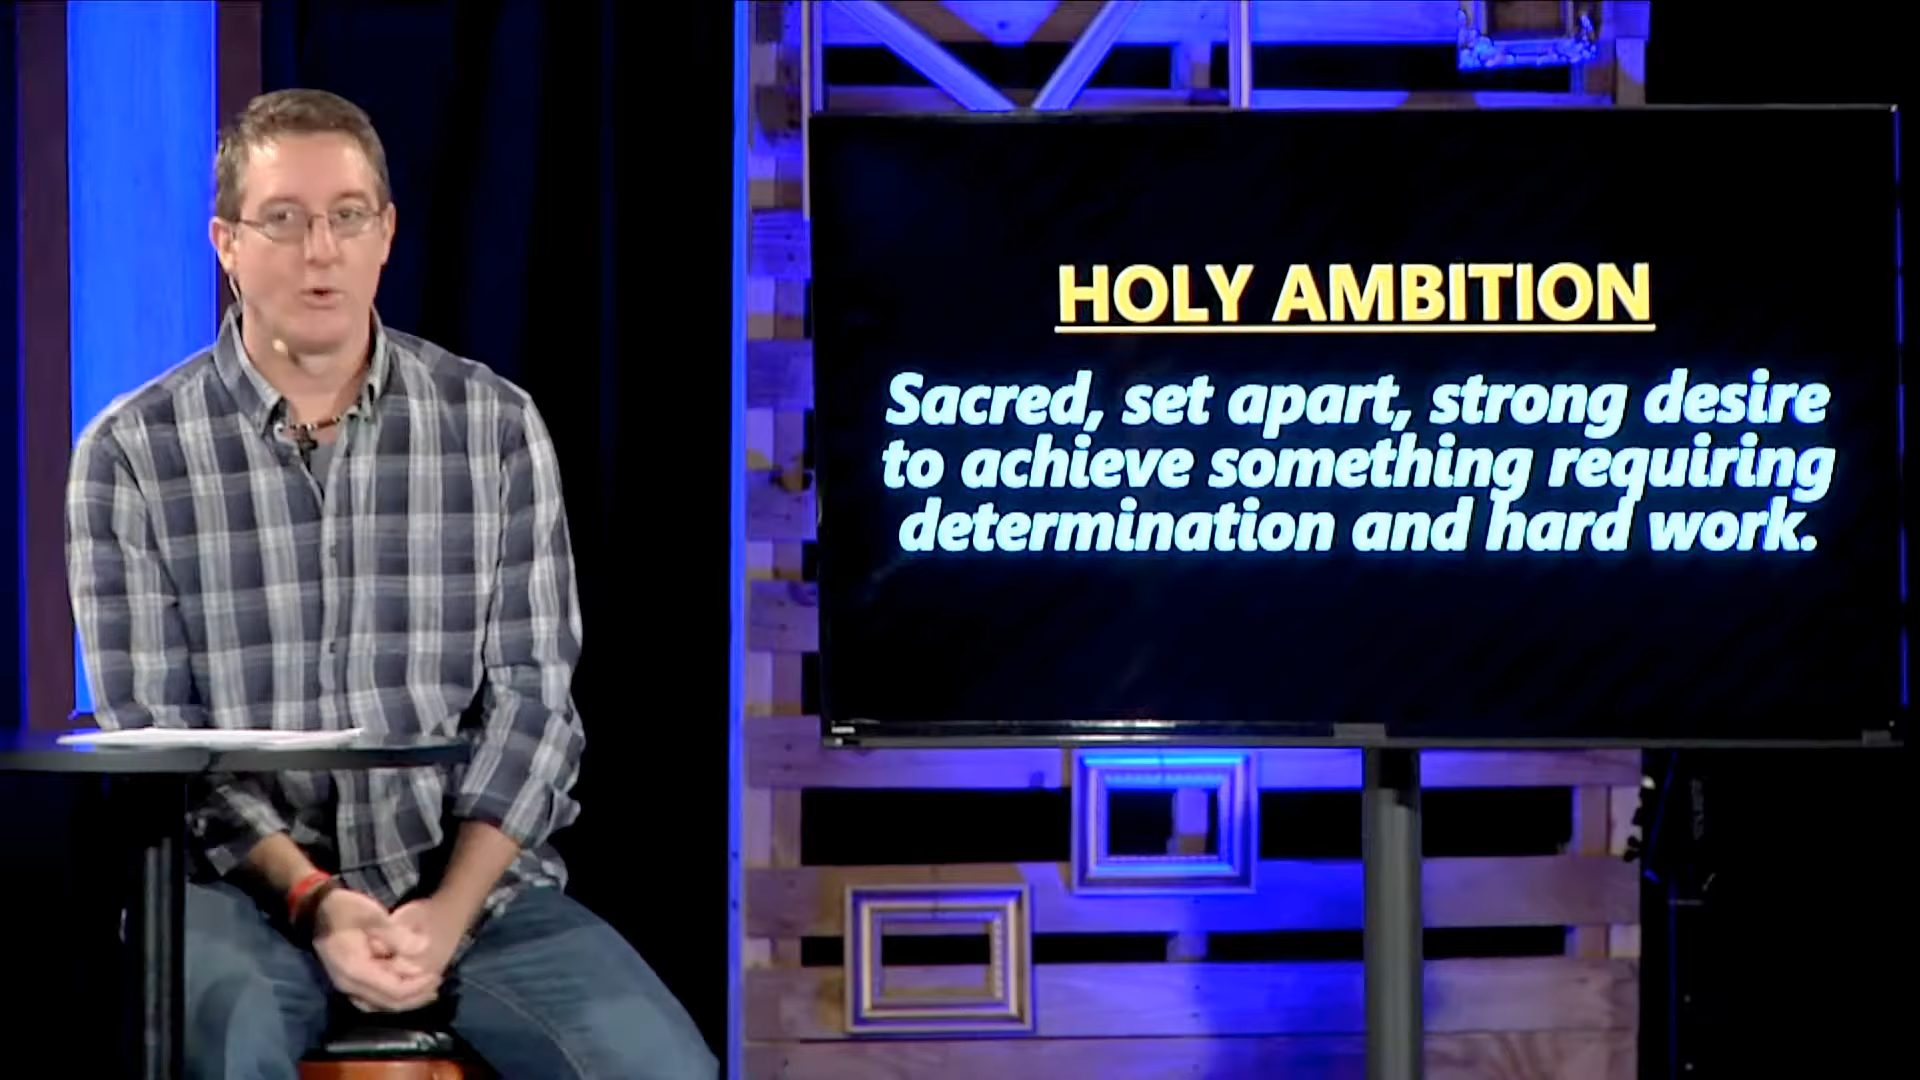 HOLY AMBITION
Sacred, set apart, strong desire
to achieve something requiring
determination and hard work.